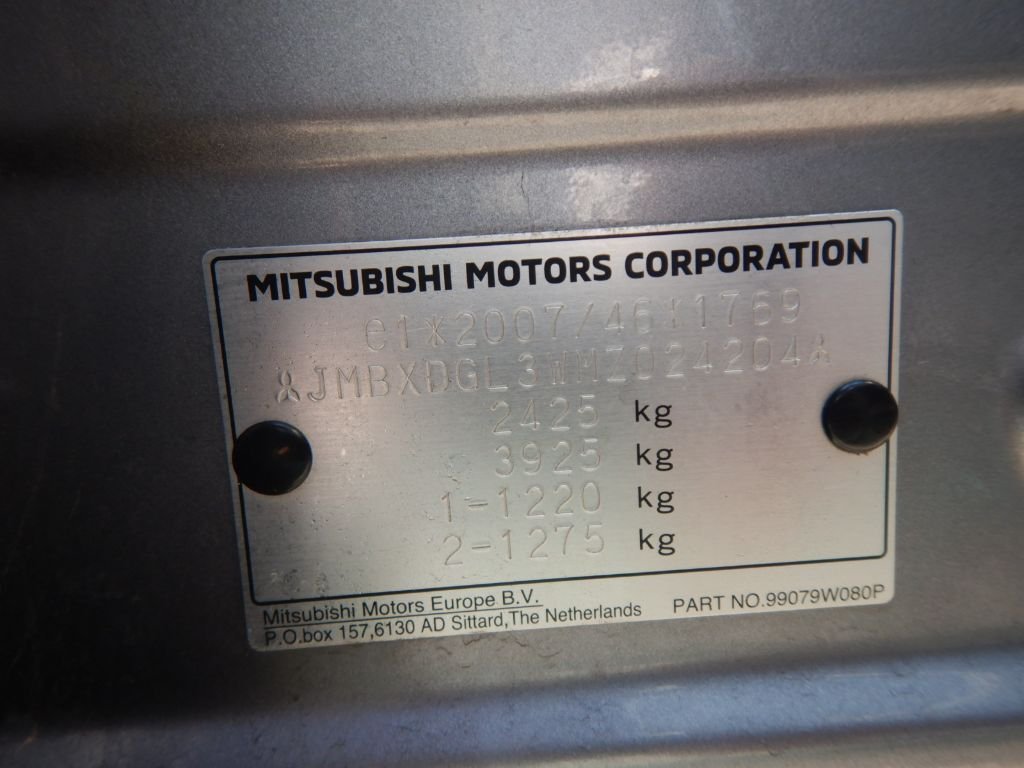 MITSUBISHI MOTORS CORPORATION
e1*2007/46*1769
JMBXDGL3WMZ024204
2425 kg
3925 kg
1-1220 kg
2-1275 kg
Mitsubishi Motors Europe B.V.
P.O.box 157,6130 AD Sittard,The Netherlands
PART NO.99079W080P